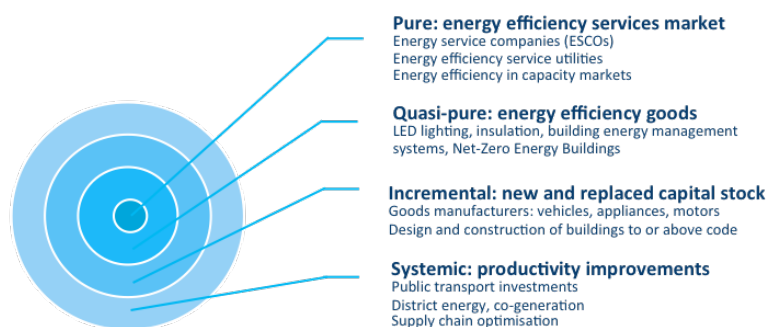 Pure: energy efficiency services market
Energy service companies (ESCOs)
Energy efficiency service utilities
Energy efficiency in capacity markets
Quasi-pure: energy efficiency goods
LED lighting, insulation, building energy management
systems, Net-Zero Energy Buildings
Incremental: new and replaced capital stock
Goods manufacturers: vehicles, appliances, motors
Design and construction of buildings to or above code
Systemic: productivity improvements
Public transport investments
District energy, co-generation
Supply chain optimisation